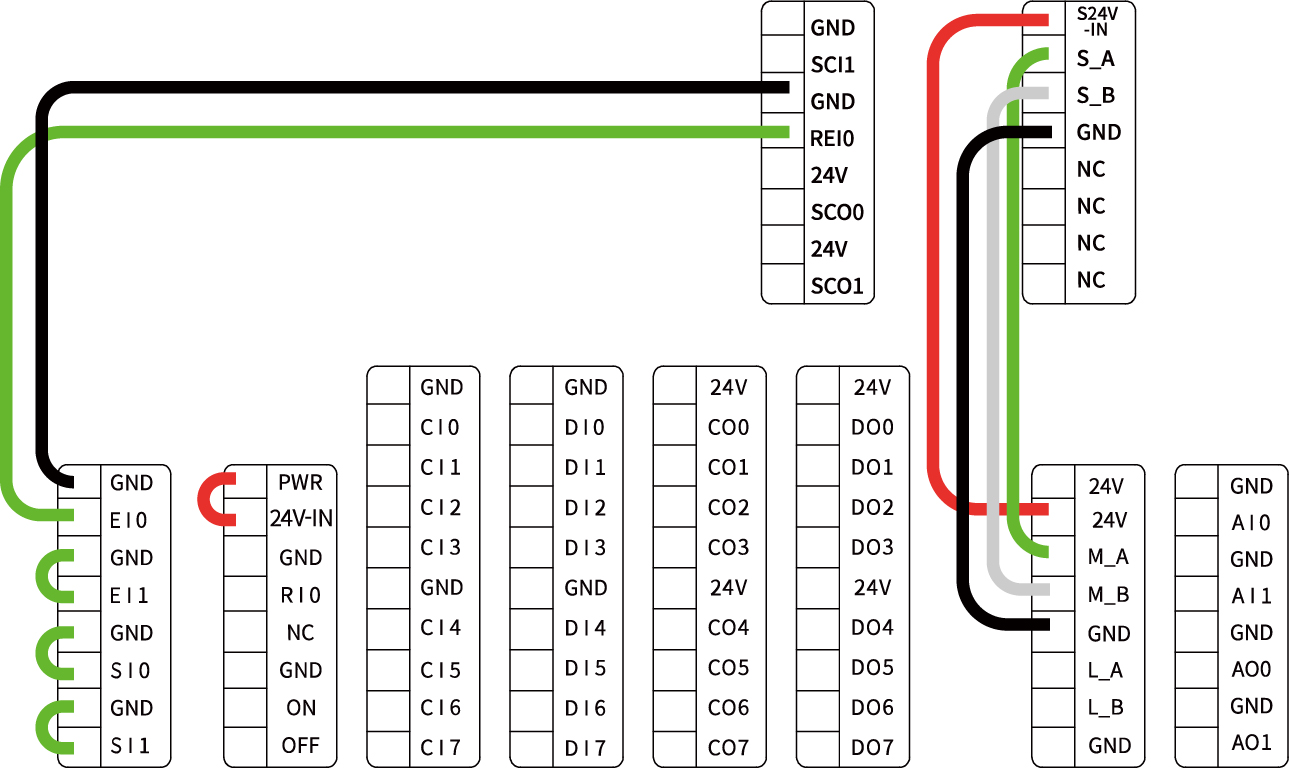 GND
SCI1
GND
REI0
24V
SCO0
24V
SCO1
S24V
-IN
S_A
S_B
GND
NC
NC
NC
NC
GND
EI0
GND
EI1
GND
SI0
GND
SI1
PWR
24V-IN
GND
RI0
NC
GND
ON
OFF
GND
CI0
CI1
CI2
CI3
GND
CI4
CI5
CI6
CI7
GND
DI0
DI1
DI2
DI3
GND
DI4
DI5
DI6
DI7
24V
CO0
CO1
CO2
CO3
24V
CO4
CO5
CO6
CO7
24V
DO0
DO1
DO2
DO3
24V
DO4
DO5
DO6
DO7
24V
24V
M_A
M_B
GND
L_A
L_B
GND
GND
AI0
GND
AI1
GND
AO0
GND
AO1